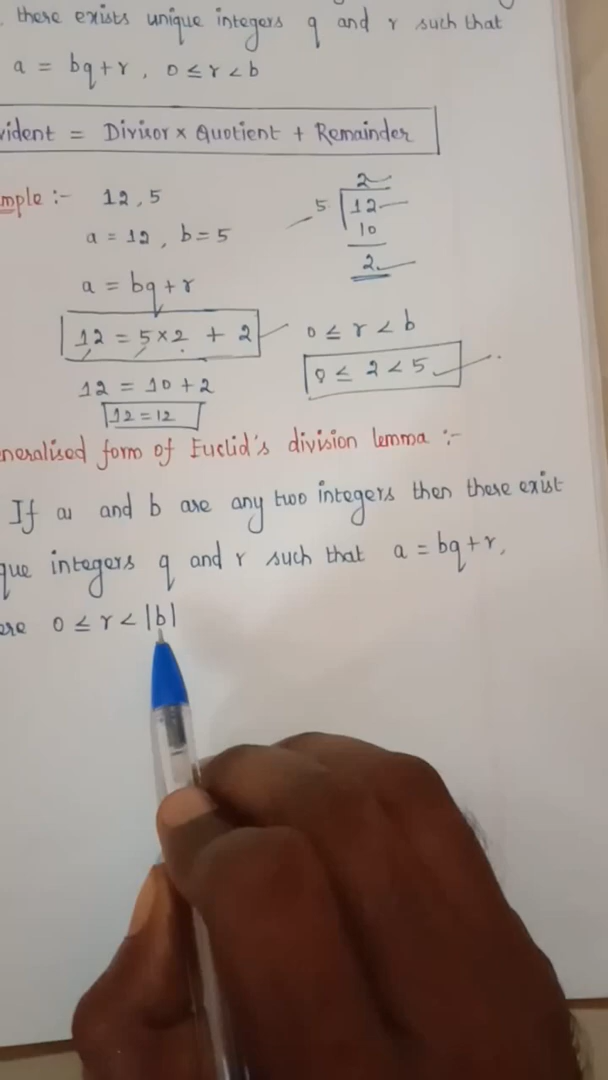 there exists unique integers q and r such that
a = bq + r , 0 ≤ r < b
vident = Divisor × Quotient + Remainder
mple :- 12, 5
2
5 12
10
2
a = 12 , b = 5
a = bq + r
12 = 5 × 2 + 2
0 ≤ r < b
0 ≤ 2 < 5
12 = 10 + 2
12 = 12
neralised form of Euclid's division lemma :-
If a and b are any two integers then there exist
que integers q and r such that a = bq + r,
ere 0 ≤ r < |b|